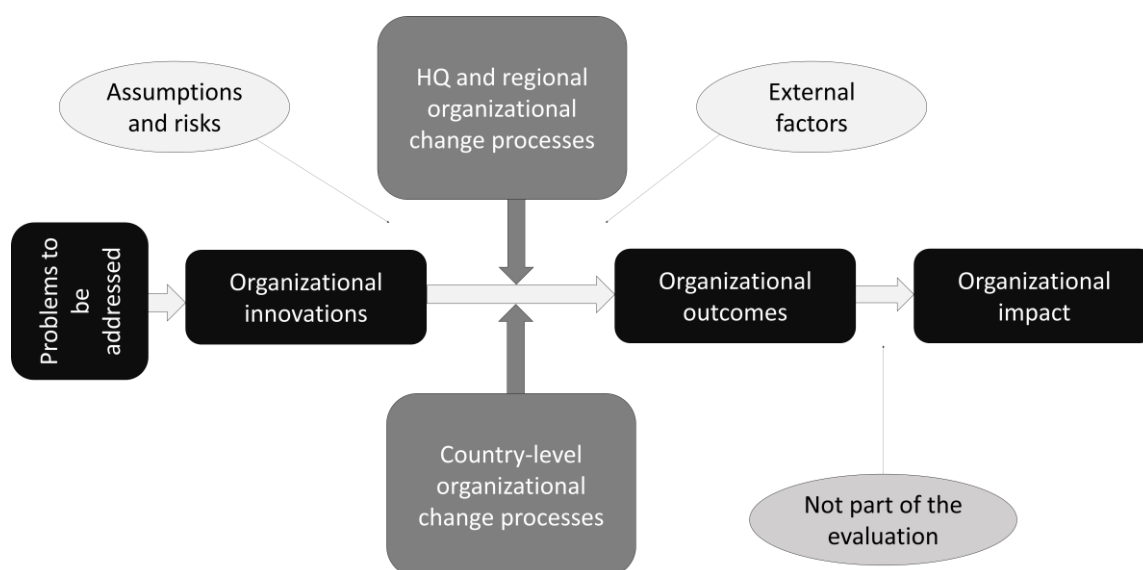 HQ and regional
organizational
change processes
Assumptions
and risks
External
factors
Problems to
be
addressed
Organizational
innovations
Organizational
outcomes
Organizational
impact
Country-level
organizational
change processes
Not part of the
evaluation